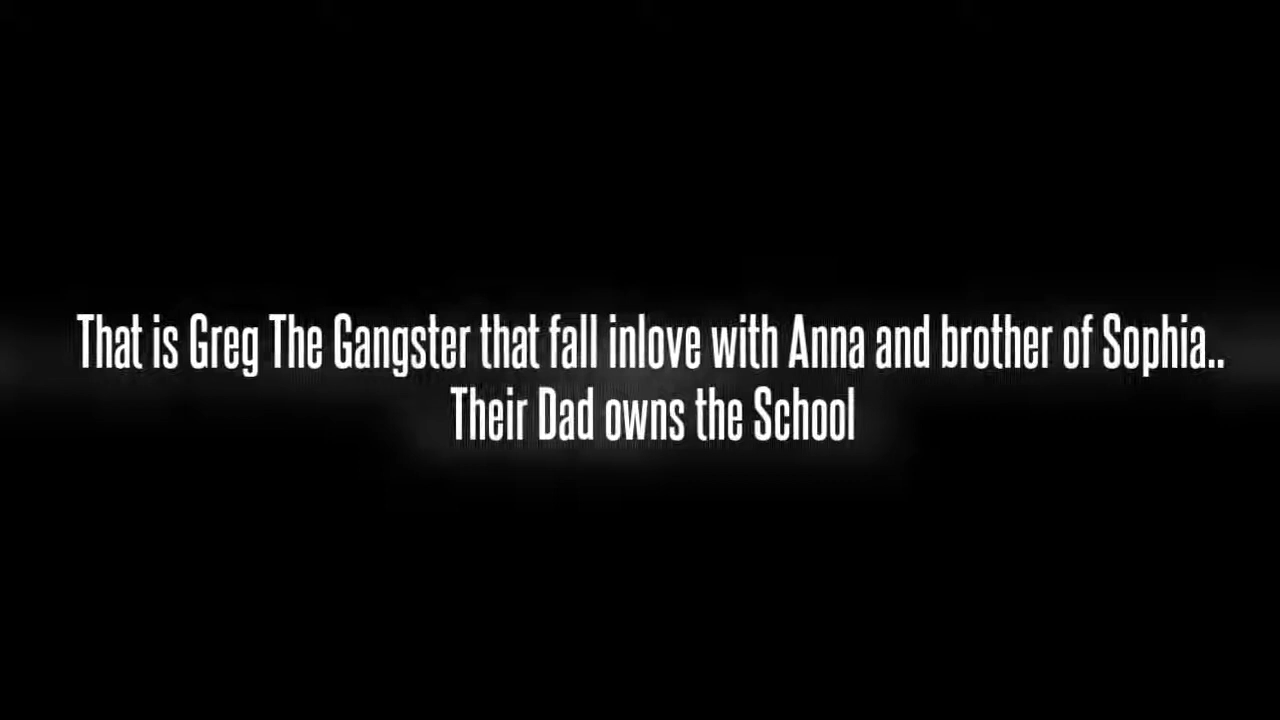 That is Greg The Gangster that fall inlove with Anna and brother of Sophia..
Their Dad owns the School